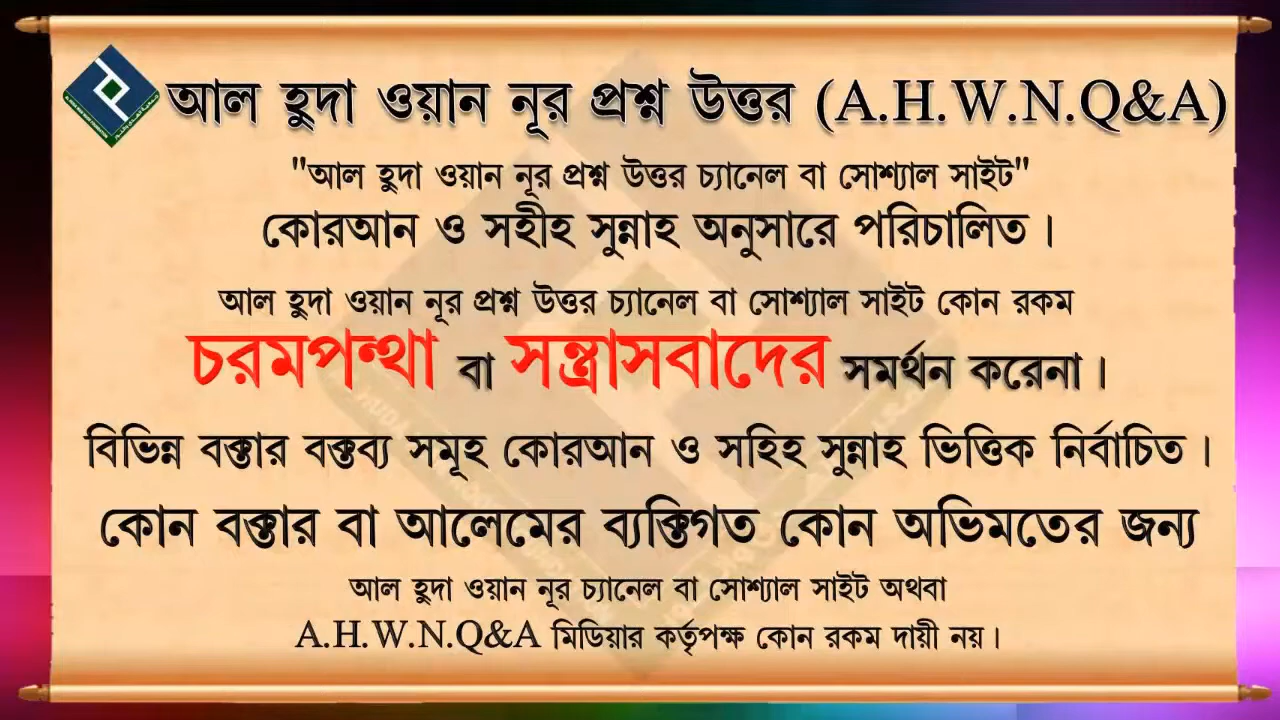 আল হুদা ওয়ান নূর প্রশ্ন উত্তর (A.H.W.N.Q&A)
"আল হুদা ওয়ান নূর প্রশ্ন উত্তর চ্যানেল বা সোশ্যাল সাইট"
কোরআন ও সহীহ সুন্নাহ অনুসারে পরিচালিত।
আল হুদা ওয়ান নূর প্রশ্ন উত্তর চ্যানেল বা সোশ্যাল সাইট কোন রকম
চরমপন্থা বা সন্ত্রাসবাদের সমর্থন করেনা।
বিভিন্ন বক্তার বক্তব্য সমূহ কোরআন ও সহিহ সুন্নাহ ভিত্তিক নির্বাচিত।
কোন বক্তার বা আলেমের ব্যক্তিগত কোন অভিমতের জন্য
আল হুদা ওয়ান নূর চ্যানেল বা সোশ্যাল সাইট অথবা
A.H.W.N.Q&A মিডিয়ার কর্তৃপক্ষ কোন রকম দায়ী নয়।